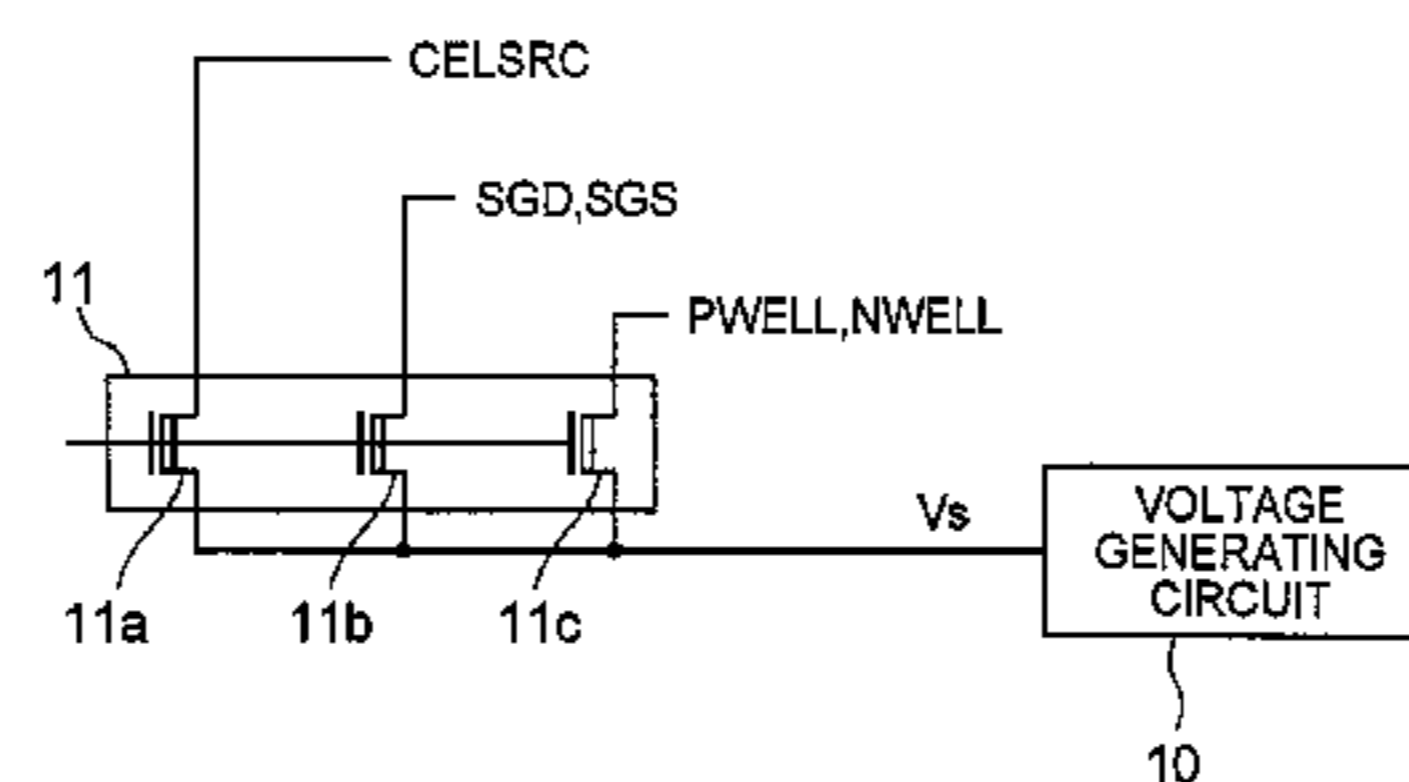 CELSRC
SGD,SGS
PWELL,NWELL
11
Vs
VOLTAGE
GENERATING
CIRCUIT
11a
11b
11c
10